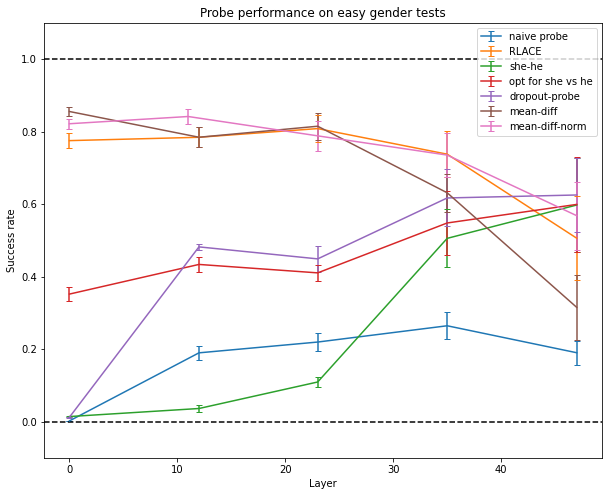 Probe performance on easy gender tests
naive probe
RLACE
she-he
opt for she vs he
dropout-probe
mean-diff
mean-diff-norm
Success rate
1.0
0.8
0.6
0.4
0.2
0.0
0 10 20 30 40
Layer